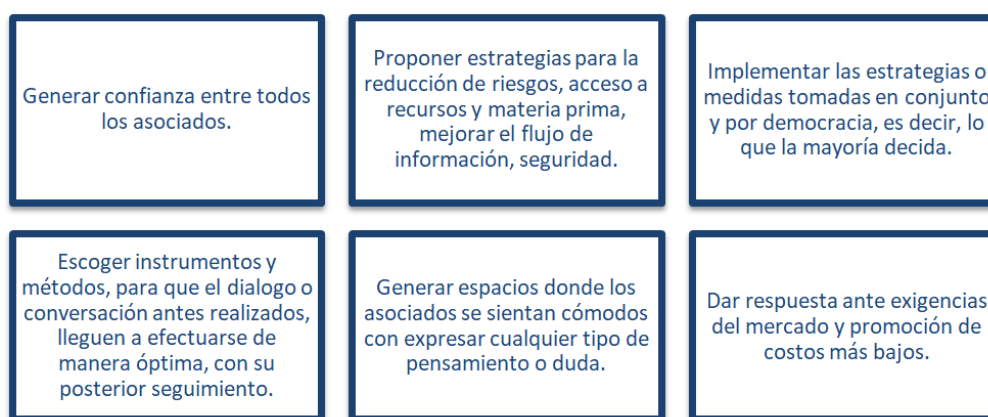 Generar confianza entre todos
los asociados.
Proponer estrategias para la
reducción de riesgos, acceso a
recursos y materia prima,
mejorar el flujo de
información, seguridad.
Implementar las estrategias o
medidas tomadas en conjunto
y por democracia, es decir, lo
que la mayoría decida.
Escoger instrumentos y
métodos, para que el dialogo o
conversación antes realizados,
lleguen a efectuarse de
manera óptima, con su
posterior seguimiento.
Generar espacios donde los
asociados se sientan cómodos
con expresar cualquier tipo de
pensamiento o duda.
Dar respuesta ante exigencias
del mercado y promoción de
costos más bajos.